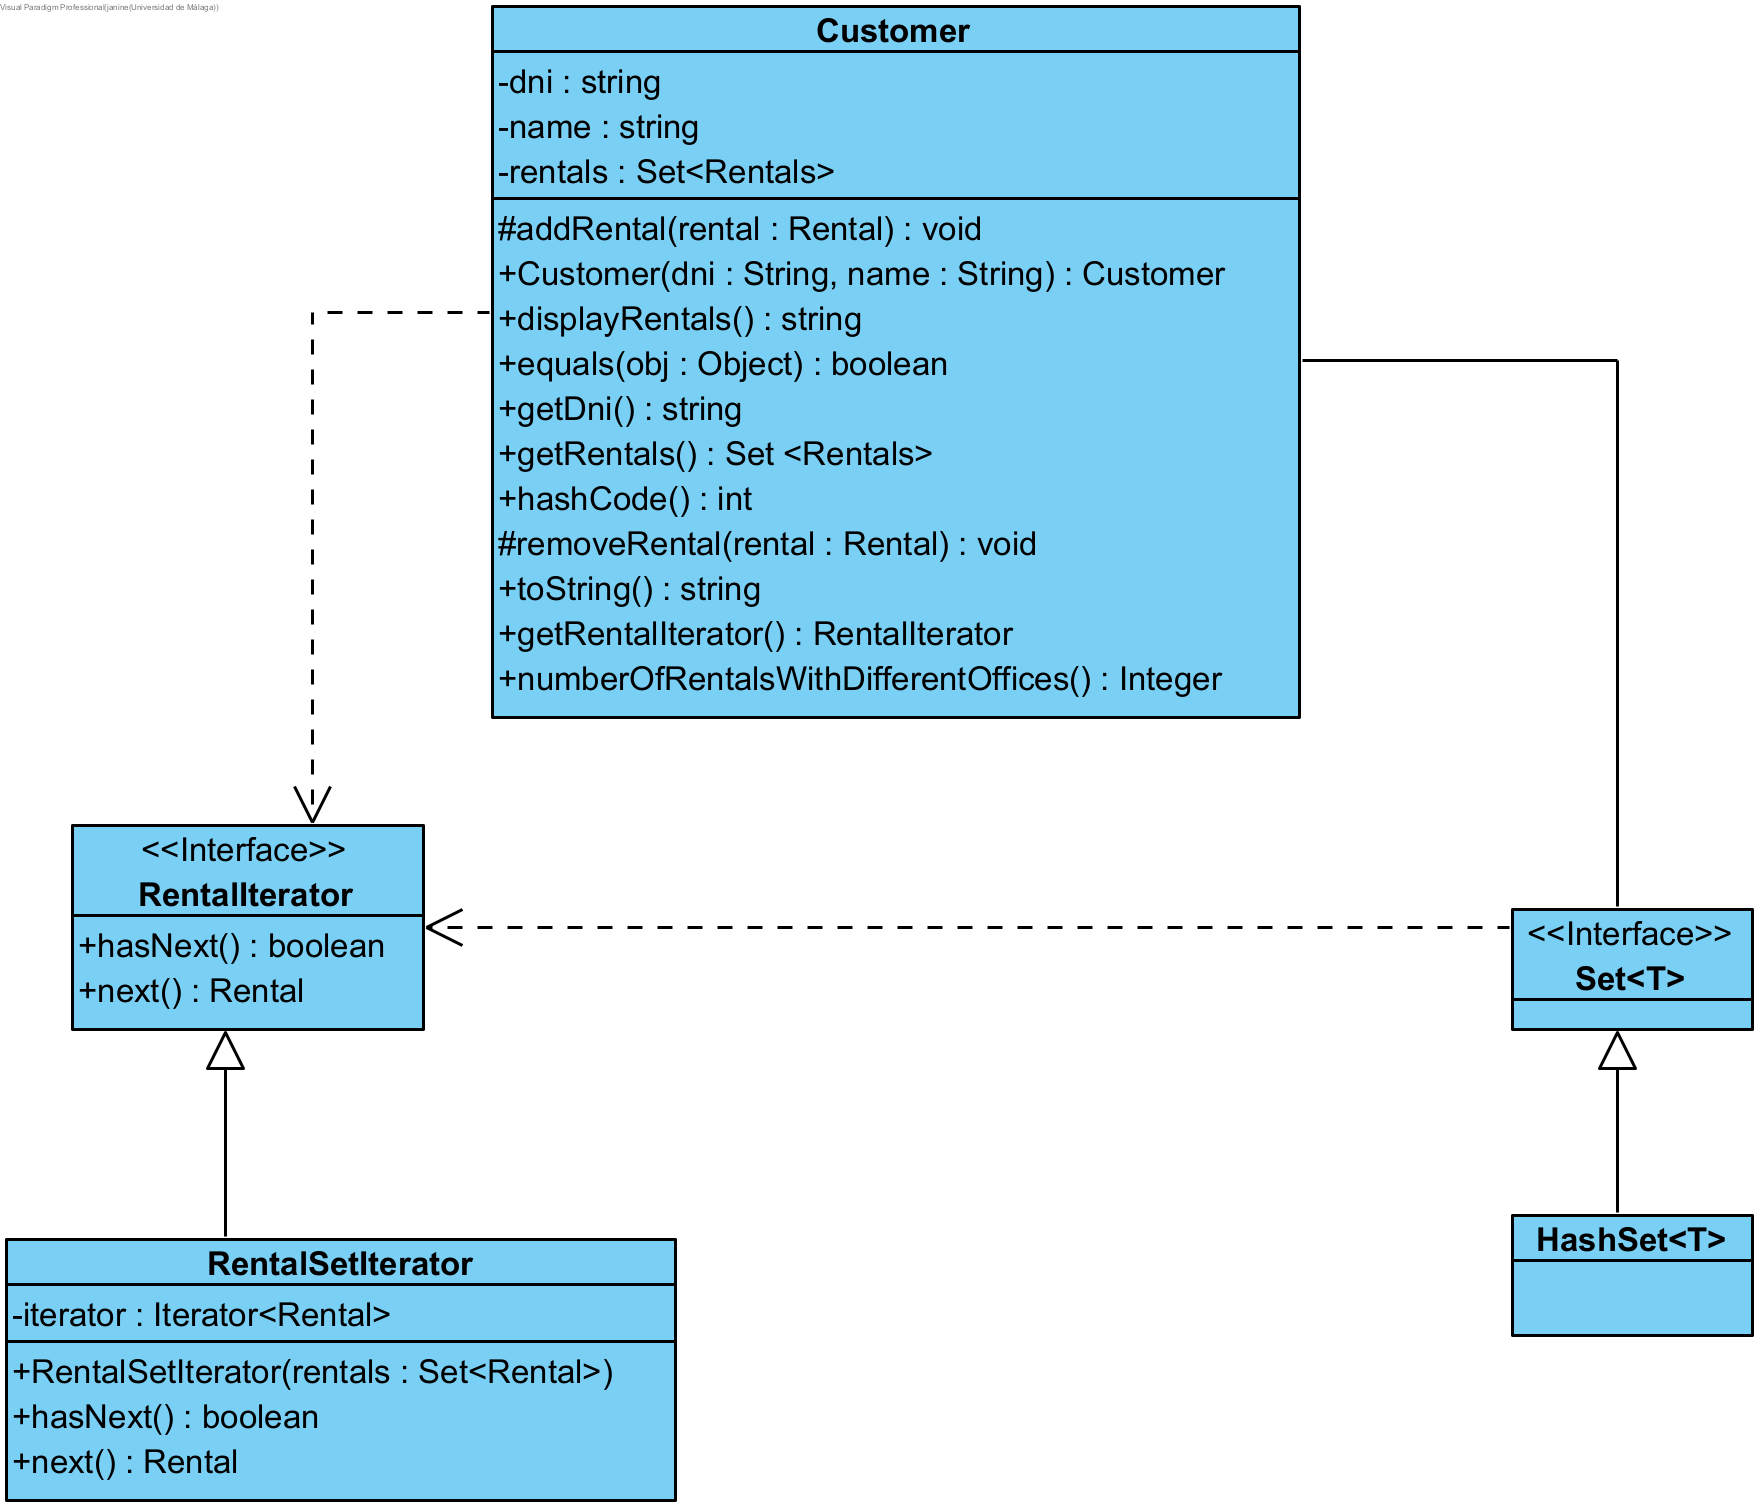 Visual Paradigm Professional(janine(Universidad de Málaga))
Customer
-dni : string
-name : string
-rentals : Set<Rentals>
#addRental(rental : Rental) : void
+Customer(dni : String, name : String) : Customer
+displayRentals() : string
+equals(obj : Object) : boolean
+getDni() : string
+getRentals() : Set <Rentals>
+hashCode() : int
#removeRental(rental : Rental) : void
+toString() : string
+getRentalIterator() : RentalIterator
+numberOfRentalsWithDifferentOffices() : Integer
<<Interface>>
RentalIterator
+hasNext() : boolean
+next() : Rental
<<Interface>>
Set<T>
HashSet<T>
RentalSetIterator
-iterator : Iterator<Rental>
+RentalSetIterator(rentals : Set<Rental>)
+hasNext() : boolean
+next() : Rental